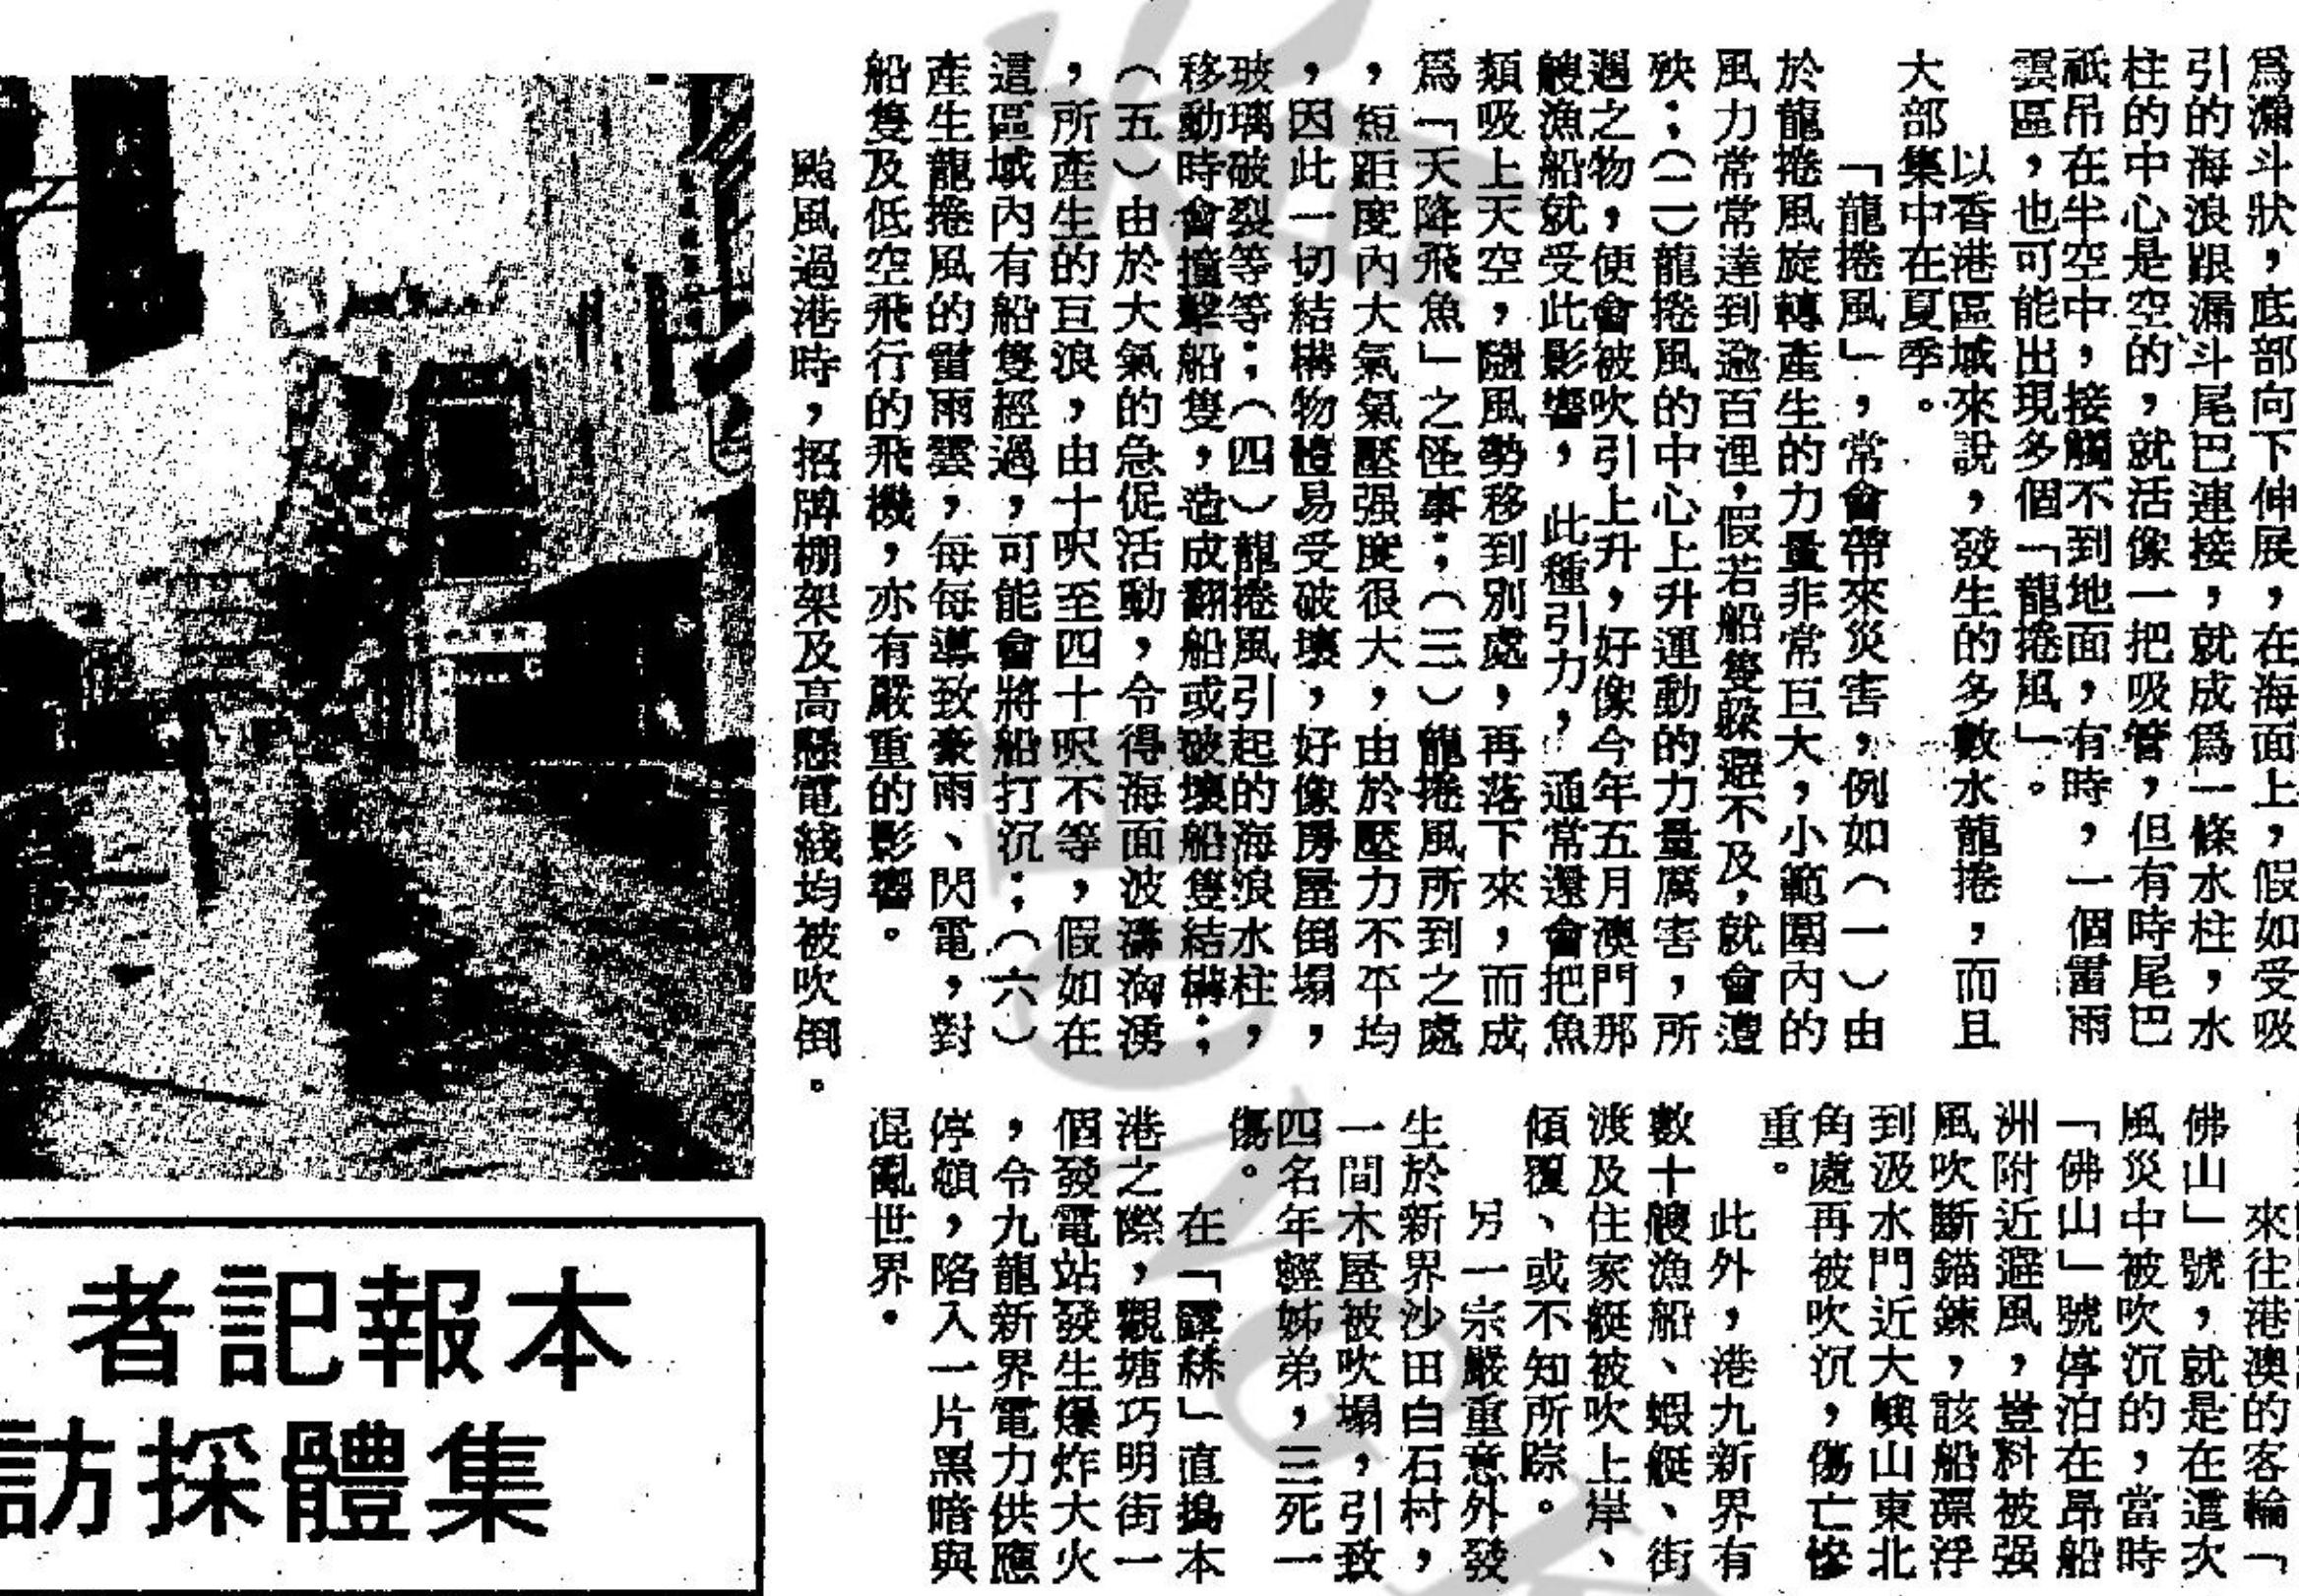 爲漏斗狀，底部向下伸展，在海面上，假如受吸
引的海浪跟漏斗尾巴連接，就成爲一條水柱，水
柱的中心是空的，就活像一把吸管，但有時尾巴
祇吊在半空中，接觸不到地面，有時，一個雷雨
雲區，也可能出現多個「龍捲風」。
以香港區域來說，發生的多數水龍捲，而且
大部集中在夏季。
「龍捲風」，常會帶來災害，例如（一）由
於龍捲風旋轉產生的力量非常巨大，小範圍內的
風力常常達到逾百浬，假若船隻躲避不及，就會遭
殃；（二）龍捲風的中心上升運動的力量厲害，所
遇之物，便會被吹引上升，好像今年五月澳門那
艘漁船就受此影響，此種引力，通常還會把魚
類吸上天空，隨風勢移到別處，再落下來，而成
爲「天降飛魚」之怪事；（三）龍捲風所到之處
，短距度內大氣氣壓强度很大，由於壓力不平均
，因此一切結構物體易受破壞，好像房屋倒塌，
玻璃破裂等等；（四）龍捲風引起的海浪水柱，
移動時會撞擊船隻，造成翻船或破壞船隻結構；
（五）由於大氣的急促活動，令得海面波濤洶湧
，所產生的巨浪，由十呎至四十呎不等，假如在
這區域內有船隻經過，可能會將船打沉；（六）
產生龍捲風的雷雨雲，每每導致豪雨、閃電，對
船隻及低空飛行的飛機，亦有嚴重的影響。
颱風過港時，招牌棚架及高懸電綫均被吹倒。
來往港澳的客輪「
佛山」號，就是在這次
風災中被吹沉的，當時
「佛山」號停泊在昂船
洲附近避風，豈料被强
風吹斷錨鍊，該船漂浮
到汲水門近大嶼山東北
角處再被吹沉，傷亡慘
重。
此外，港九新界有
數十艘漁船、蝦艇、街
渡及住家艇被吹上岸、
傾覆、或不知所踪。
另一宗嚴重意外發
生於新界沙田白石村，
一間木屋被吹塌，引致
四名年輕姊弟，三死一
傷。
在「露絲」直搗本
港之際，觀塘巧明街一
個發電站發生爆炸大火
，令九龍新界電力供應
停頓，陷入一片黑暗與
混亂世界。
者記報本
訪採體集